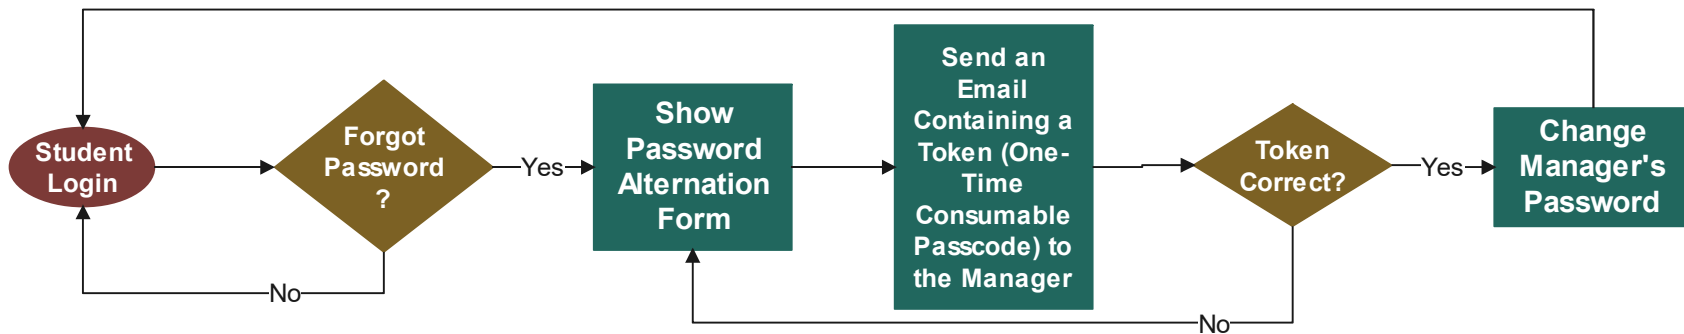 Student
Login
Forgot
Password
?
No
Yes
Show
Password
Alternation
Form
Send an
Email
Containing a
Token (One-
Time
Consumable
Passcode) to
the Manager
Token
Correct?
No
Yes
Change
Manager's
Password